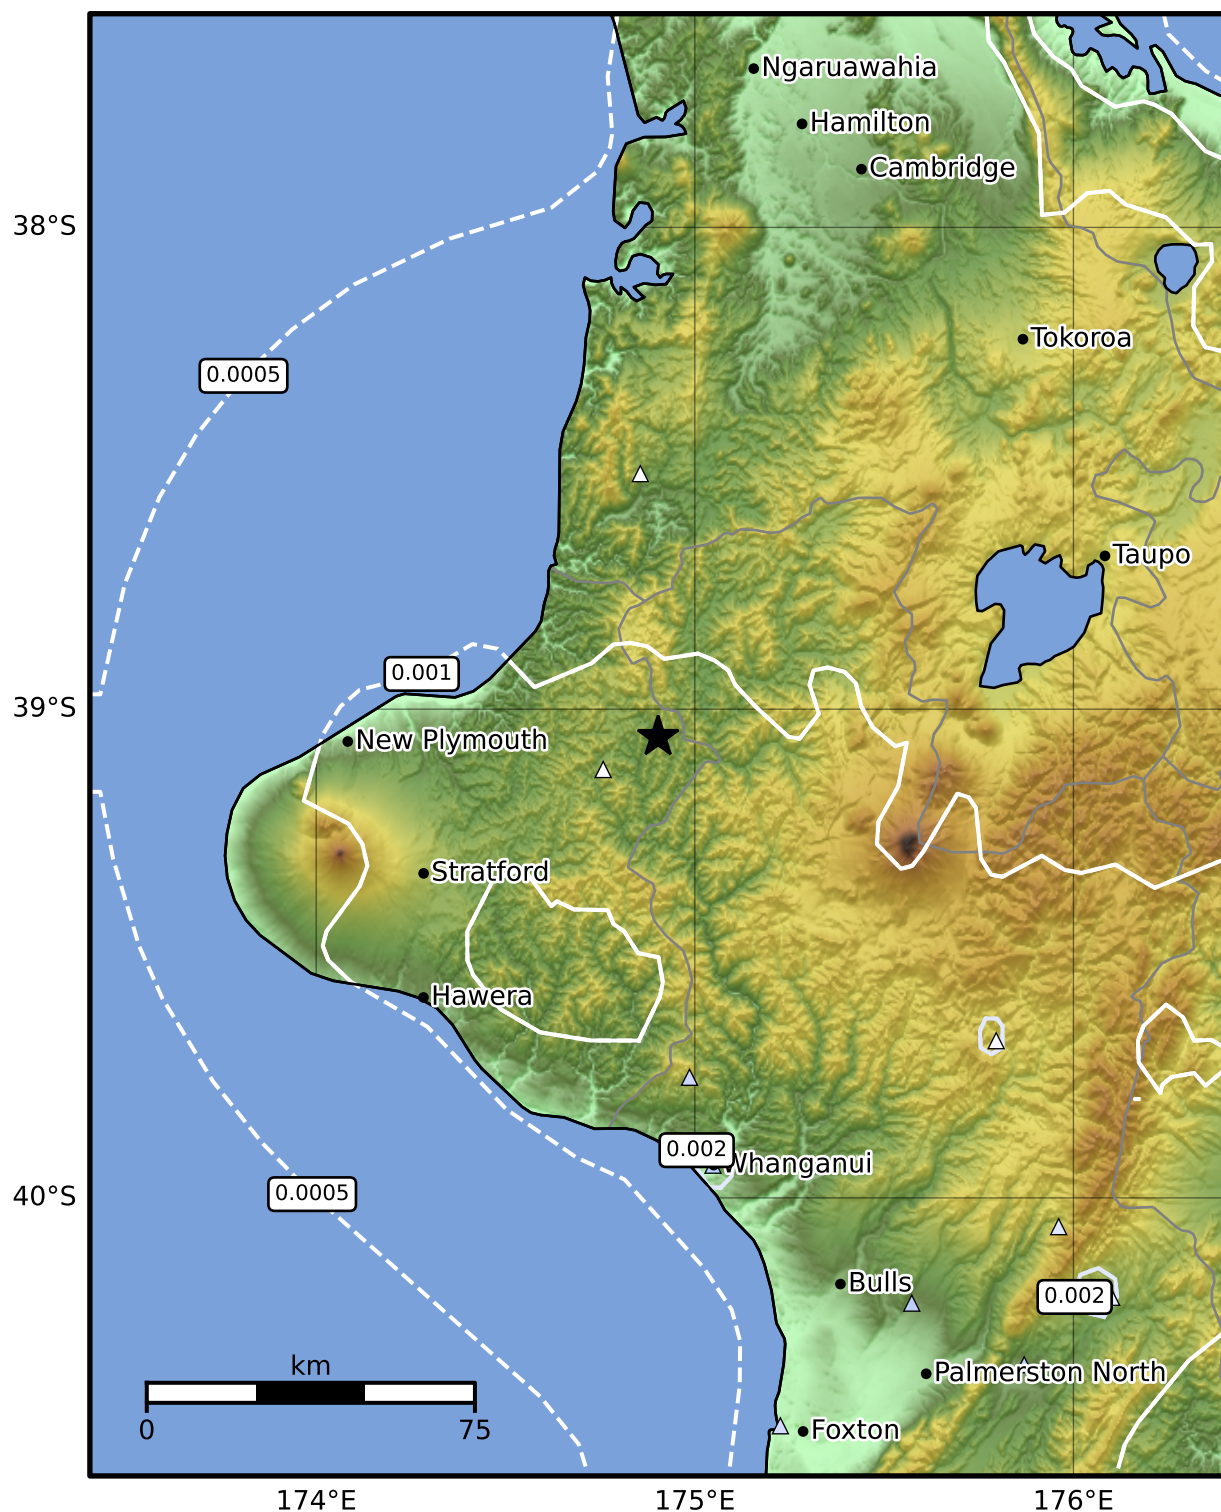 Ngaruawahia
Hamilton
Cambridge
38°S
Tokoroa
0.0005
Taupo
0.001
39°S
New Plymouth
Stratford
Hawera
0.002
Whanganui
0.0005
40°S
Bulls
0.002
km
Palmerston North
0
75
Foxton
174°E
175°E
176°E